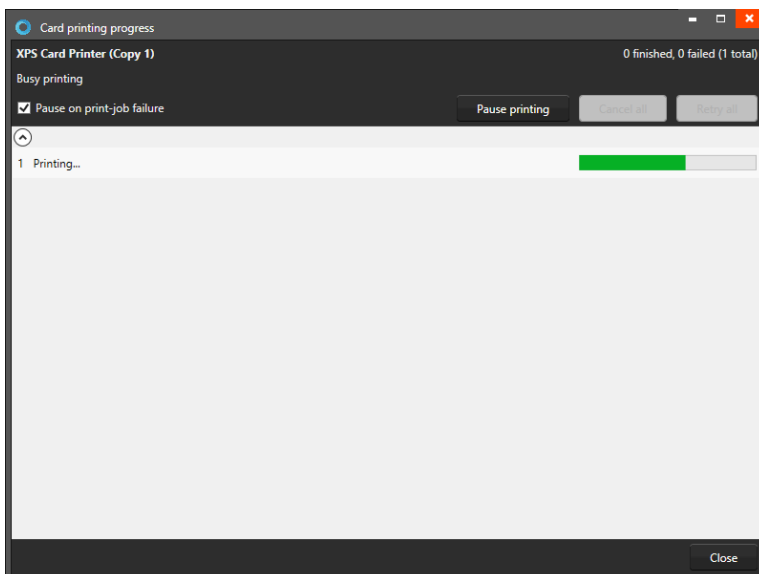 Card printing progress
XPS Card Printer (Copy 1) 0 finished, 0 failed (1 total)
Busy printing
Pause on print-job failure Pause printing Cancel all Retry all
1 Printing...
Close